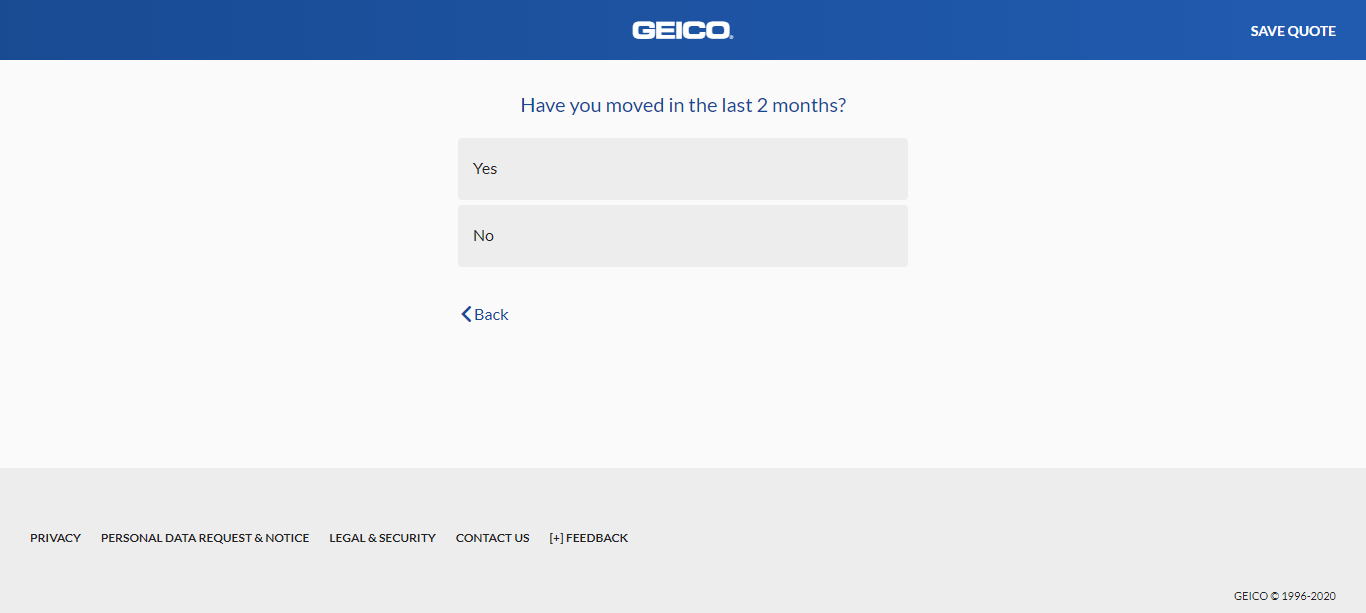 GEICO
SAVE QUOTE
Have you moved in the last 2 months?
Yes
No
Back
PRIVACY PERSONAL DATA REQUEST & NOTICE LEGAL & SECURITY CONTACT US [+] FEEDBACK
GEICO © 1996-2020